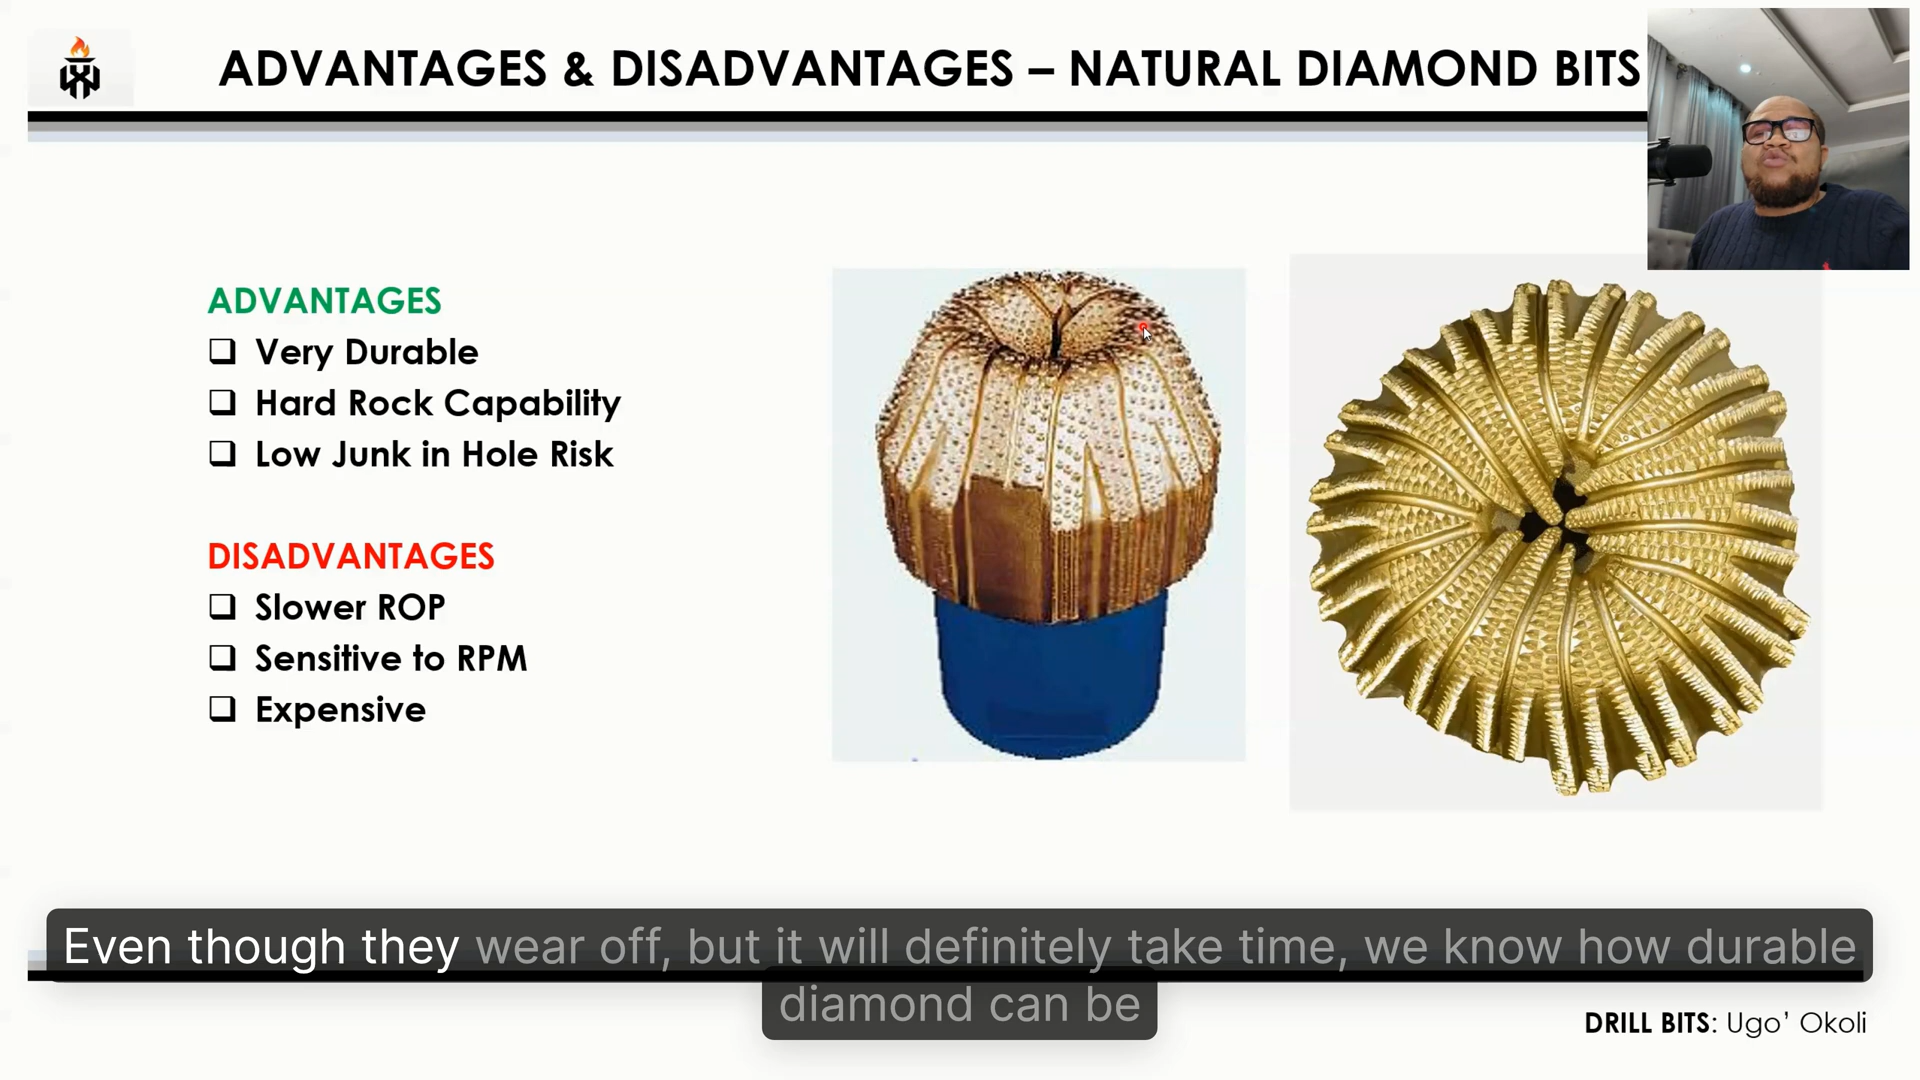 ADVANTAGES & DISADVANTAGES – NATURAL DIAMOND BITS
ADVANTAGES
❑ Very Durable
❑ Hard Rock Capability
❑ Low Junk in Hole Risk
DISADVANTAGES
❑ Slower ROP
❑ Sensitive to RPM
❑ Expensive
Even though they wear off, but it will definitely take time, we know how durable
diamond can be
DRILL BITS: Ugo’ Okoli